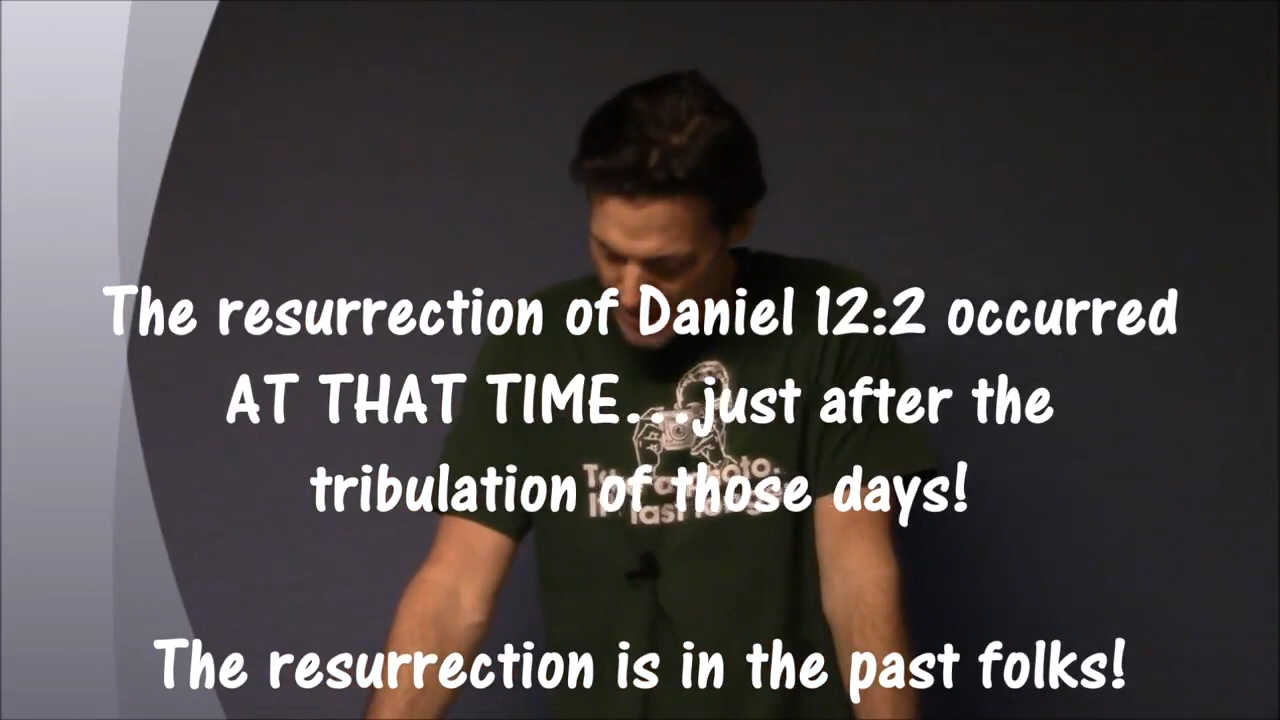 The resurrection of Daniel 12:2 occurred
AT THAT TIME...just after the
tribulation of those days!
The resurrection is in the past folks!